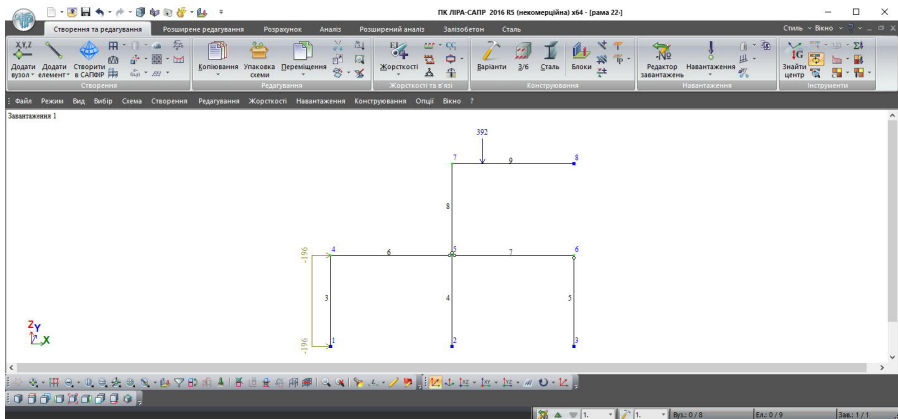 ПК ЛІРА-САПР 2016 R5 (некомерційна) x64 - [рама 22-]
Створення та редагування Розширене редагування Розрахунок Аналіз Розширений аналіз Залізобетон Сталь Стиль Вікно
X,Y,Z
Додати вузол Додати елемент Створити в САПФІР Копіювання Упаковка схеми Переміщення Жорсткості Варіанти 3/6 Сталь Блоки Редактор завантажень Навантаження Знайти центр
Створення Редагування Жорсткості та в'язі Конструювання Навантаження Інструменти
Файл Режим Вид Вибір Схема Створення Редагування Жорсткості Навантаження Конструювання Опції Вікно ?
Завантаження 1
392
7 9 8
8
-196 4 6 5 7 6
3 4 5
-196 1 2 3
Z Y
X
1. 1. Вуз.: 0 / 8 Ел.: 0 / 9 Зав.: 1 / 1